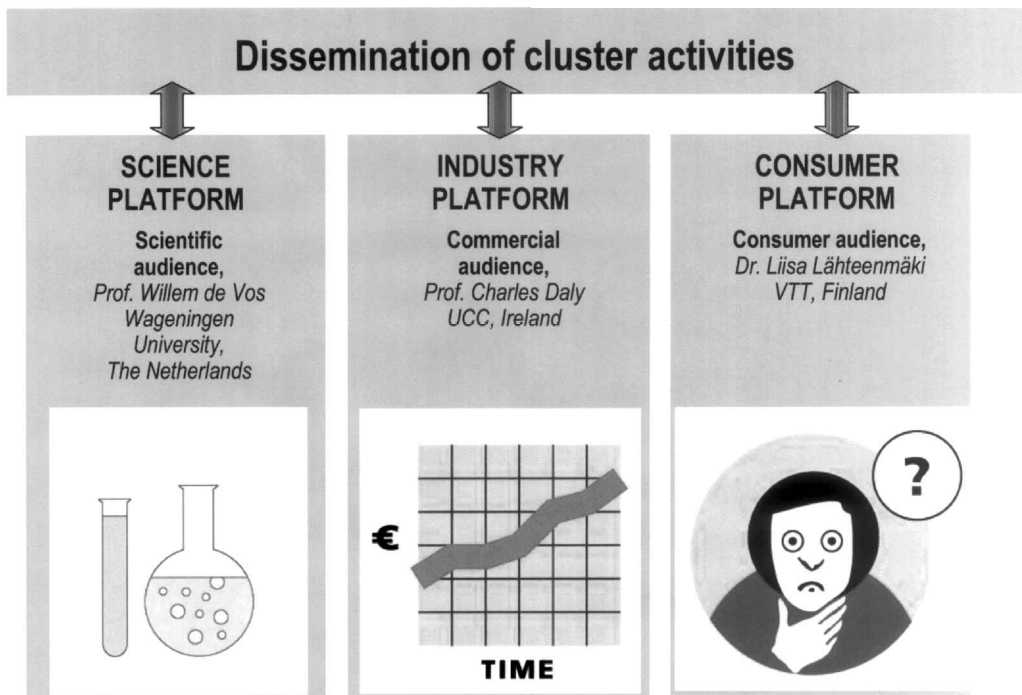 Dissemination of cluster activities
SCIENCE
PLATFORM
Scientific
audience,
Prof. Willem de Vos
Wageningen
University,
The Netherlands
INDUSTRY
PLATFORM
Commercial
audience,
Prof. Charles Daly
UCC, Ireland
€
TIME
CONSUMER
PLATFORM
Consumer audience,
Dr. Liisa Lähteenmäki
VTT, Finland
?